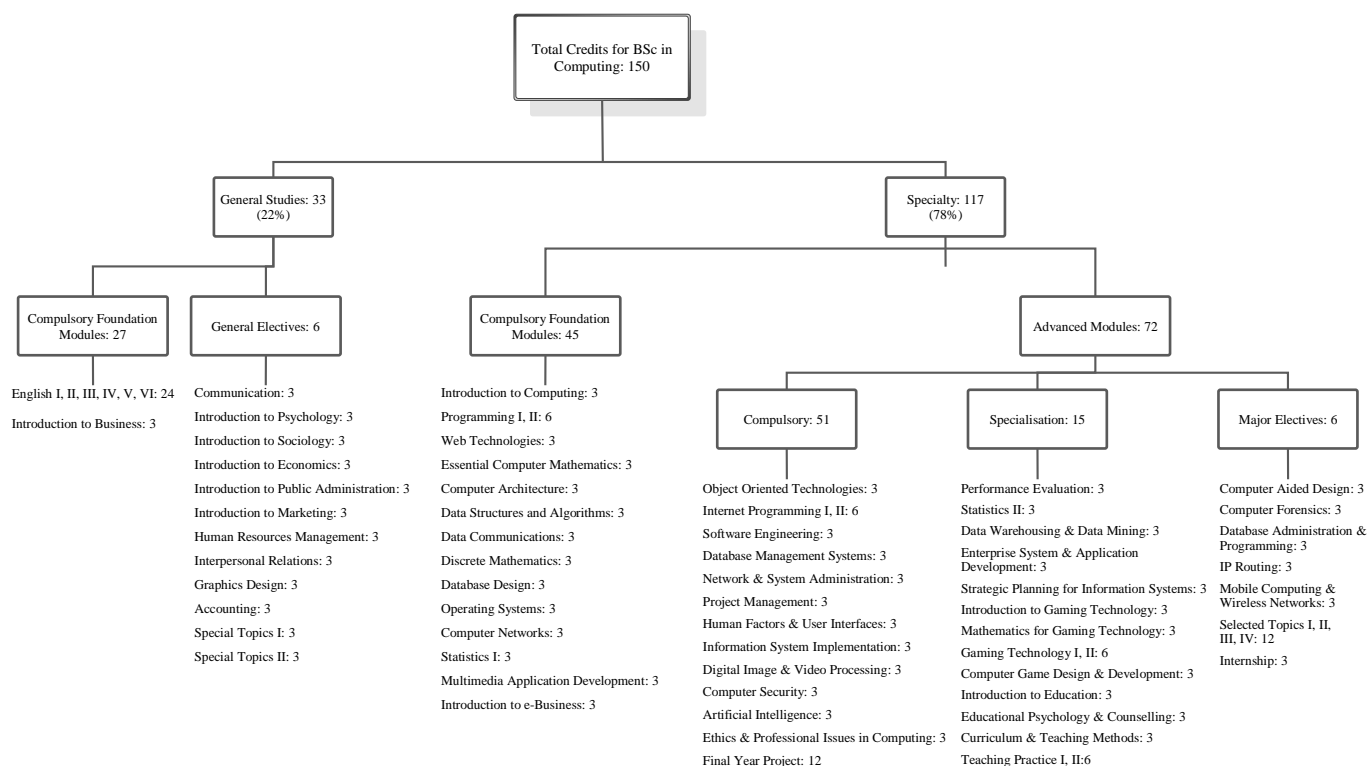 Total Credits for BSc in
Computing: 150
General Studies: 33
(22%)
Specialty: 117
(78%)
Compulsory Foundation
Modules: 27
General Electives: 6
Compulsory Foundation
Modules: 45
Advanced Modules: 72
English I, II, III, IV, V, VI: 24
Introduction to Business: 3
Communication: 3
Introduction to Psychology: 3
Introduction to Sociology: 3
Introduction to Economics: 3
Introduction to Public Administration: 3
Introduction to Marketing: 3
Human Resources Management: 3
Interpersonal Relations: 3
Graphics Design: 3
Accounting: 3
Special Topics I: 3
Special Topics II: 3
Introduction to Computing: 3
Programming I, II: 6
Web Technologies: 3
Essential Computer Mathematics: 3
Computer Architecture: 3
Data Structures and Algorithms: 3
Data Communications: 3
Discrete Mathematics: 3
Database Design: 3
Operating Systems: 3
Computer Networks: 3
Statistics I: 3
Multimedia Application Development: 3
Introduction to e-Business: 3
Compulsory: 51
Specialisation: 15
Major Electives: 6
Object Oriented Technologies: 3
Internet Programming I, II: 6
Software Engineering: 3
Database Management Systems: 3
Network & System Administration: 3
Project Management: 3
Human Factors & User Interfaces: 3
Information System Implementation: 3
Digital Image & Video Processing: 3
Computer Security: 3
Artificial Intelligence: 3
Ethics & Professional Issues in Computing: 3
Final Year Project: 12
Performance Evaluation: 3
Statistics II: 3
Data Warehousing & Data Mining: 3
Enterprise System & Application
Development: 3
Strategic Planning for Information Systems: 3
Introduction to Gaming Technology: 3
Mathematics for Gaming Technology: 3
Gaming Technology I, II: 6
Computer Game Design & Development: 3
Introduction to Education: 3
Educational Psychology & Counselling: 3
Curriculum & Teaching Methods: 3
Teaching Practice I, II:6
Computer Aided Design: 3
Computer Forensics: 3
Database Administration &
Programming: 3
IP Routing: 3
Mobile Computing &
Wireless Networks: 3
Selected Topics I, II,
III, IV: 12
Internship: 3